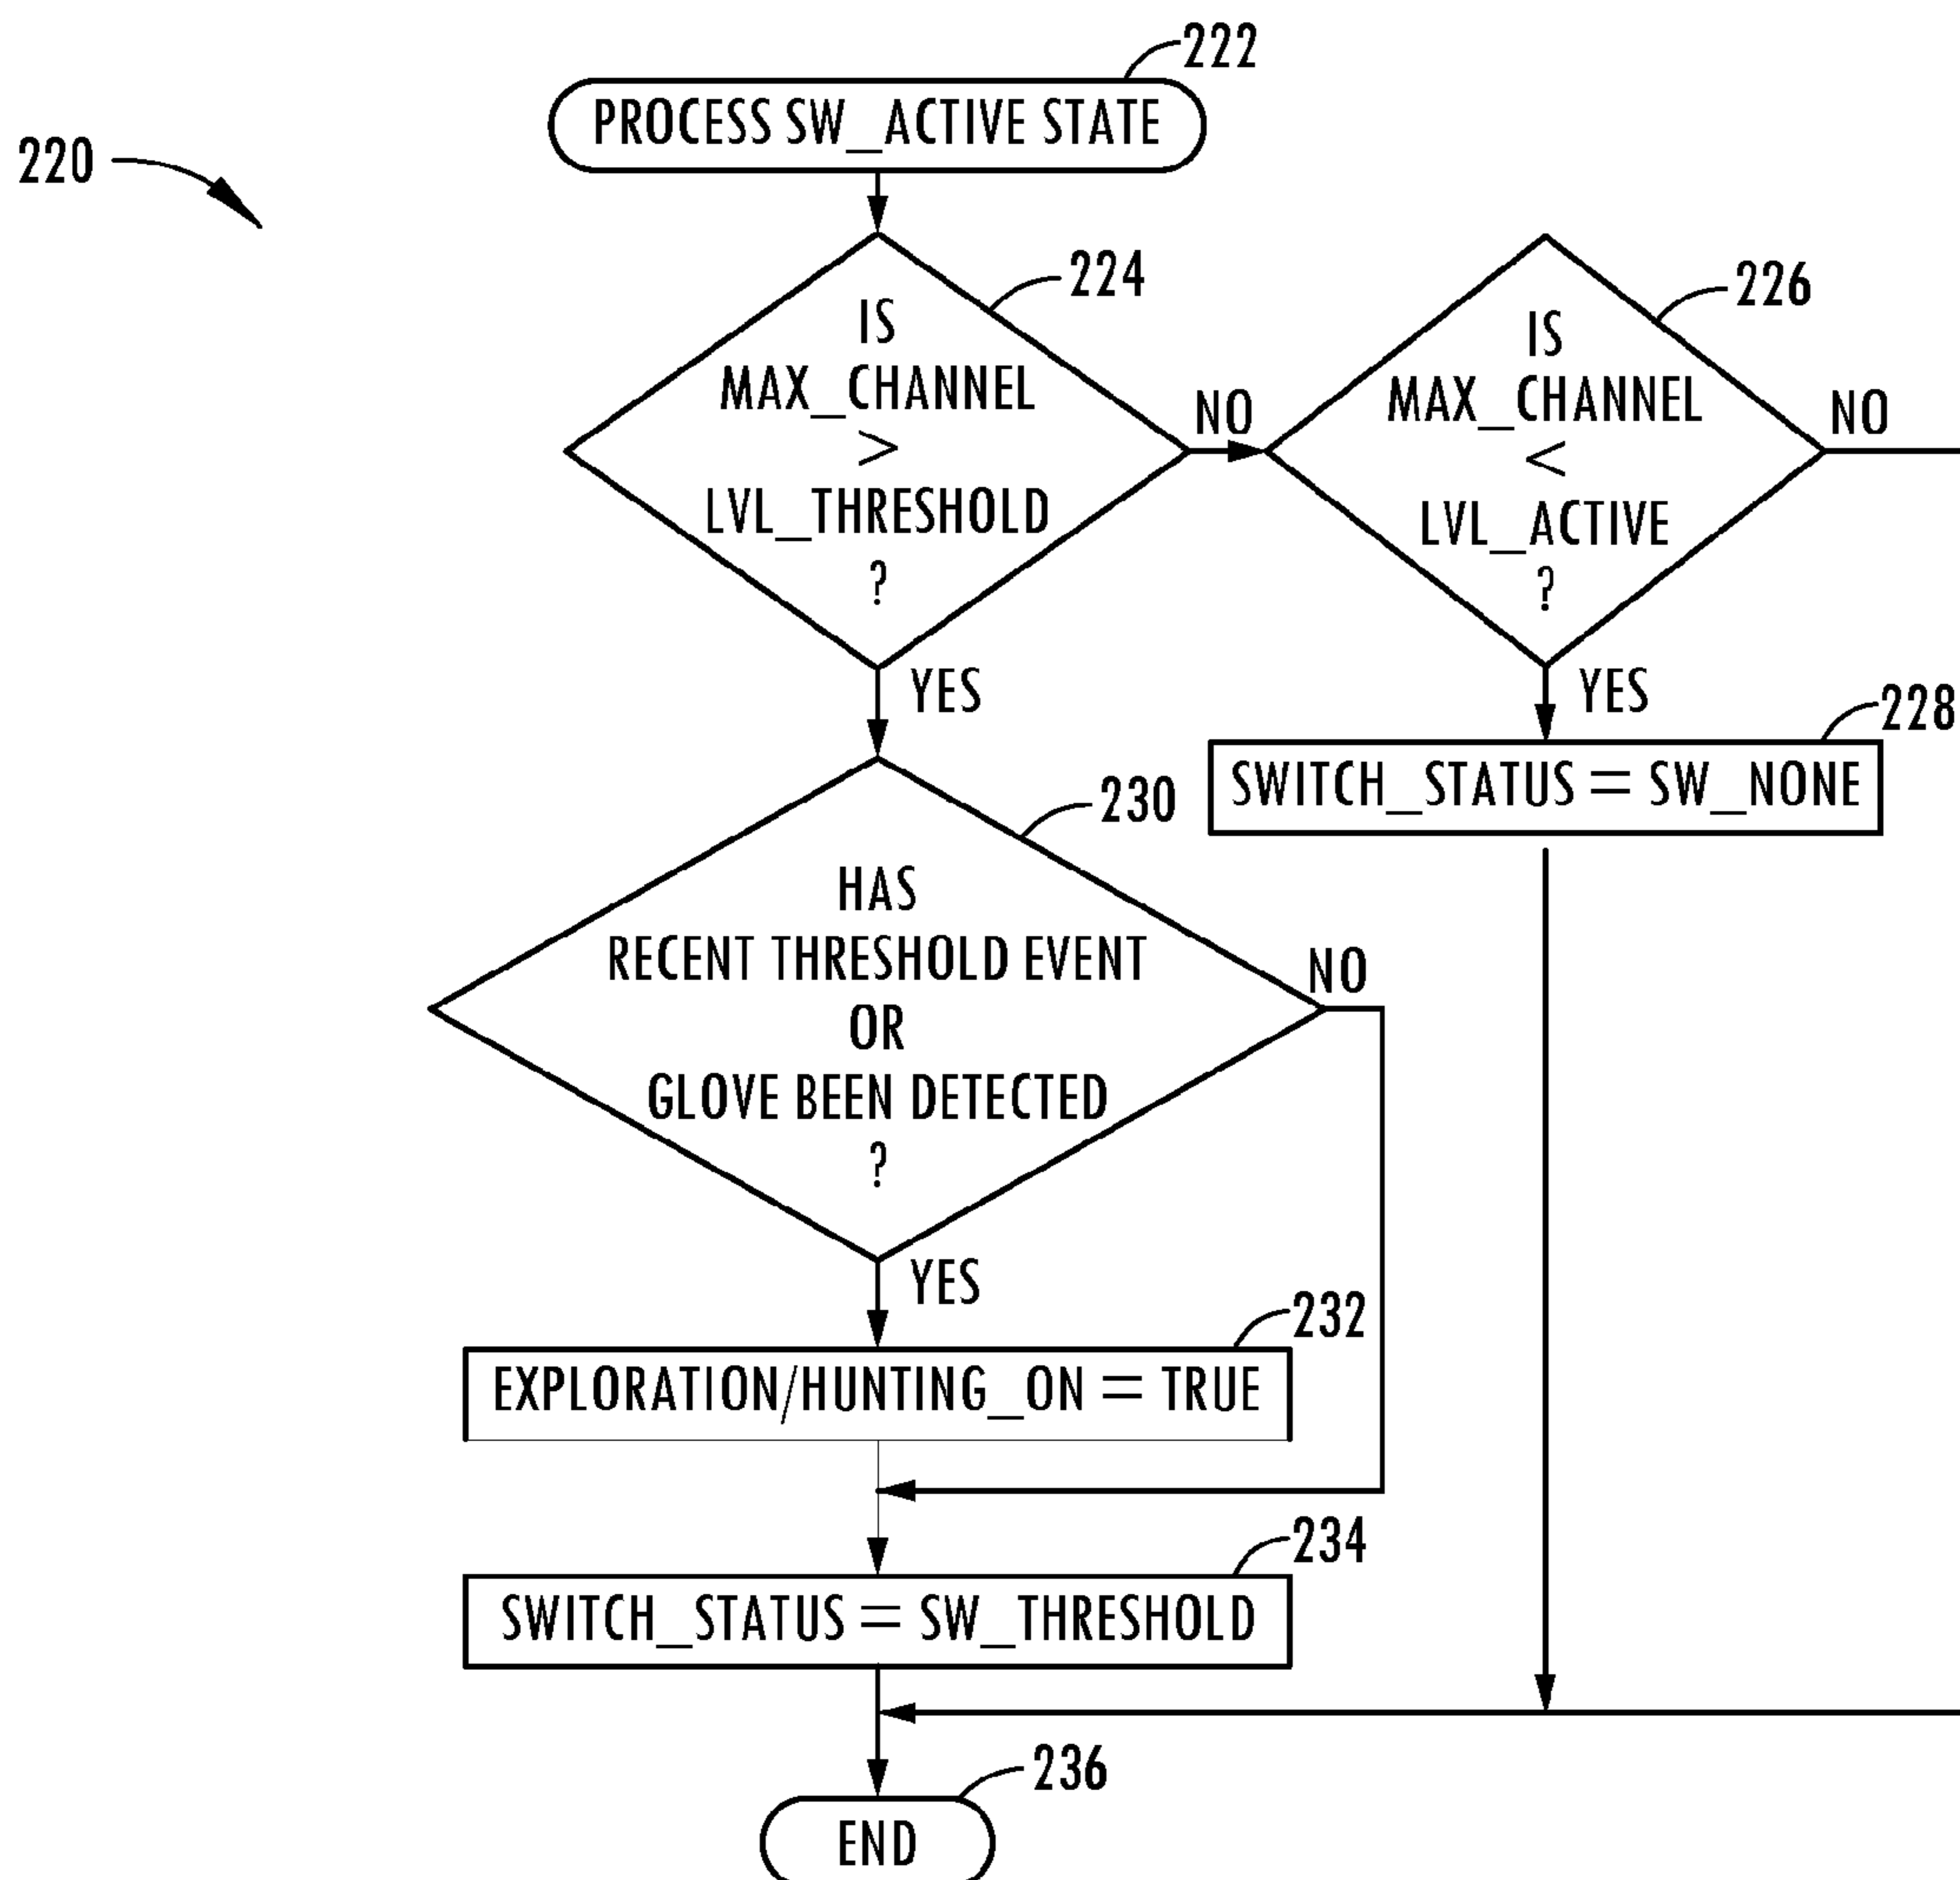 222
PROCESS SW_ACTIVE STATE
220
224
IS
MAX_CHANNEL
>
LVL_THRESHOLD
?
NO
YES
226
IS
MAX_CHANNEL
<
LVL_ACTIVE
?
NO
YES
228
SWITCH_STATUS = SW_NONE
230
HAS
RECENT THRESHOLD EVENT
OR
GLOVE BEEN DETECTED
?
NO
YES
232
EXPLORATION/HUNTING_ON = TRUE
234
SWITCH_STATUS = SW_THRESHOLD
236
END